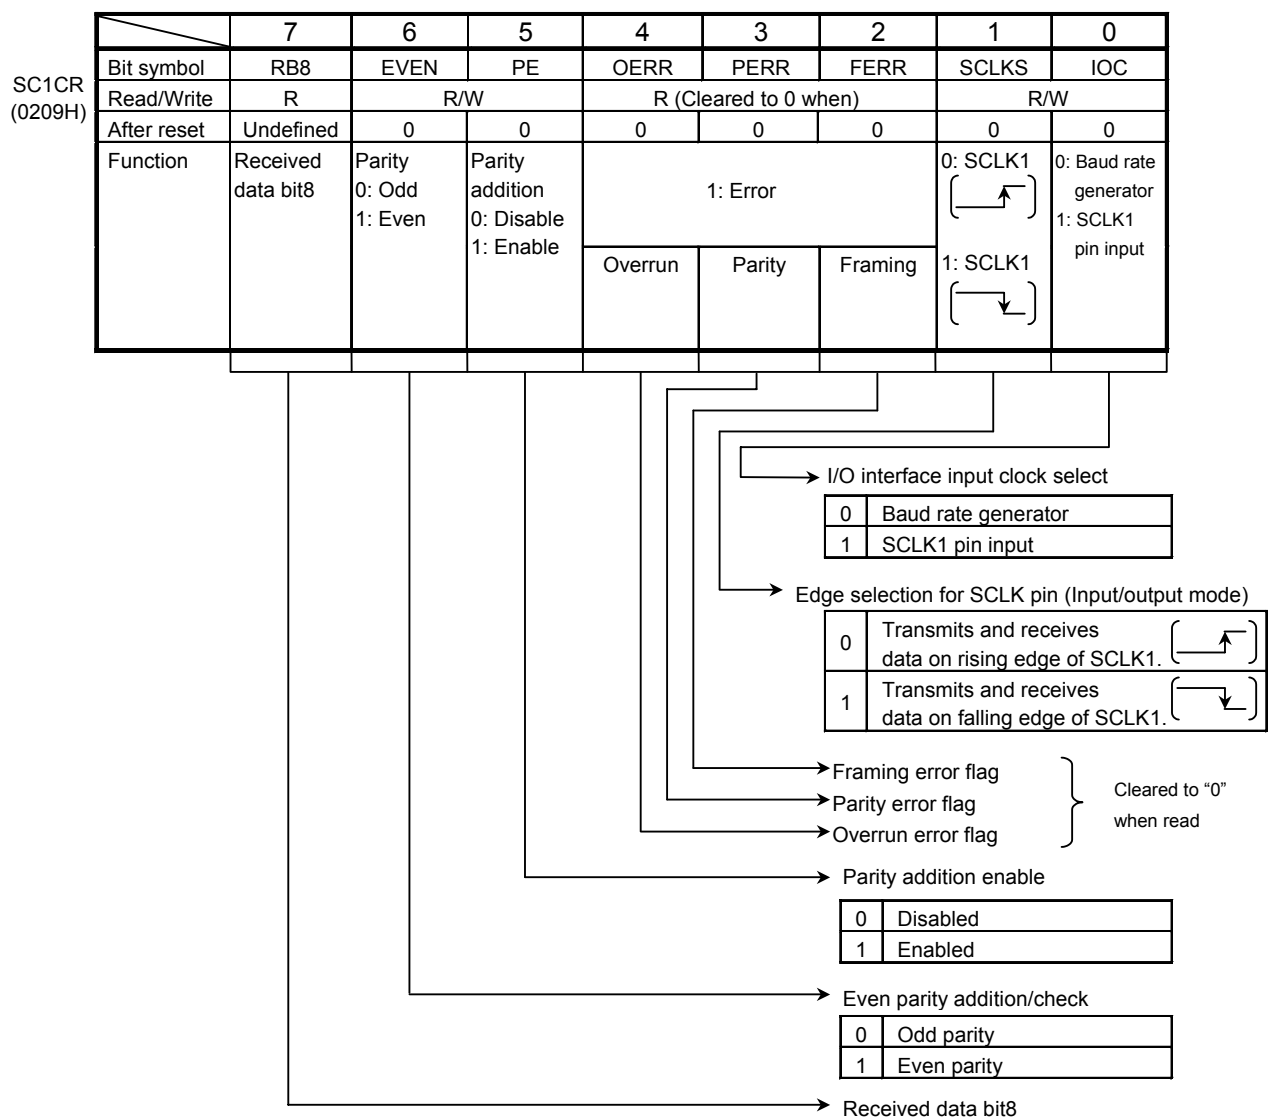 7 6 5 4 3 2 1 0
SC1CR
(0209H)
Bit symbol RB8 EVEN PE OERR PERR FERR SCLKS IOC
Read/Write R R/W R (Cleared to 0 when) R/W
After reset Undefined 0 0 0 0 0 0 0
Function
Received
data bit8
Parity
0: Odd
1: Even
Parity
addition
0: Disable
1: Enable
1: Error
Overrun Parity Framing
0: SCLK1
1: SCLK1
0: Baud rate
generator
1: SCLK1
pin input
I/O interface input clock select
0 Baud rate generator
1 SCLK1 pin input
Edge selection for SCLK pin (Input/output mode)
0 Transmits and receives
data on rising edge of SCLK1.
1 Transmits and receives
data on falling edge of SCLK1.
Framing error flag
Parity error flag
Overrun error flag
Cleared to “0”
when read
Parity addition enable
0 Disabled
1 Enabled
Even parity addition/check
0 Odd parity
1 Even parity
Received data bit8